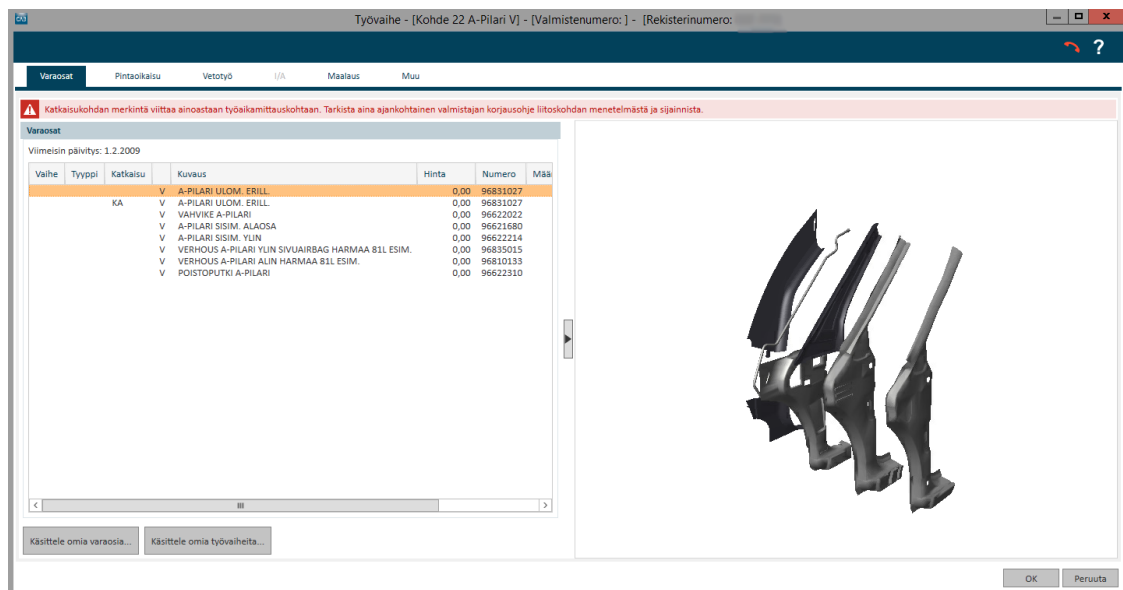 CAB
Työvaihe - [Kohde 22 A-Pilari V] - [Valmistenumero: ] - [Rekisterinumero:
?
Varaosat Pintaoikaisu Vetotyö I/A Maalaus Muu
Katkaisukohdan merkintä viittaa ainoastaan työaikamittauskohtaan. Tarkista aina ajankohtainen valmistajan korjausohje liitoskohdan menetelmästä ja sijainnista.
Varaosat
Viimeisin päivitys: 1.2.2009
Vaihe Tyyppi Katkaisu Kuvaus Hinta Numero Määr
V A-PILARI ULOM. ERILL. 0,00 96831027
KA V A-PILARI ULOM. ERILL. 0,00 96831027
V VAHVIKE A-PILARI 0,00 96622022
V A-PILARI SISIM. ALAOSA 0,00 96621680
V A-PILARI SISIM. YLIN 0,00 96622214
V VERHOUS A-PILARI YLIN SIVUAIRBAG HARMAA 81L ESIM. 0,00 96835015
V VERHOUS A-PILARI ALIN HARMAA 81L ESIM. 0,00 96810133
V POISTOPUTKI A-PILARI 0,00 96622310
Käsittele omia varaosia... Käsittele omia työvaiheita...
OK Peruuta